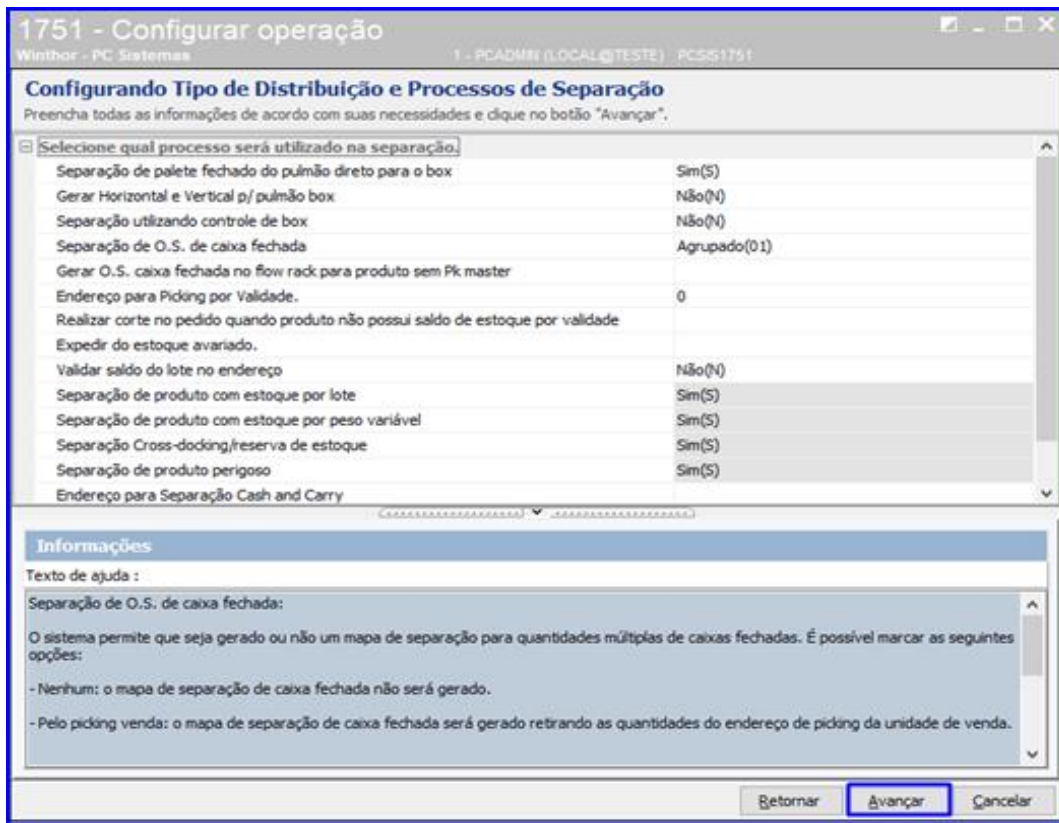 1751 - Configurar operação
Winthor - PC Sistemas 1 - PCADMIN (LOCAL@TESTE) PCSIS1751
Configurando Tipo de Distribuição e Processos de Separação
Preencha todas as informações de acordo com suas necessidades e clique no botão "Avançar".
Selecione qual processo será utilizado na separação.
Separação de palete fechado do pulmão direto para o box Sim(S)
Gerar Horizontal e Vertical p/ pulmão box Não(N)
Separação utilizando controle de box Não(N)
Separação de O.S. de caixa fechada Agrupado(01)
Gerar O.S. caixa fechada no flow rack para produto sem Pk master
Endereço para Picking por Validade. 0
Realizar corte no pedido quando produto não possui saldo de estoque por validade
Expedir do estoque avariado.
Validar saldo do lote no endereço Não(N)
Separação de produto com estoque por lote Sim(S)
Separação de produto com estoque por peso variável Sim(S)
Separação Cross-docking/reserva de estoque Sim(S)
Separação de produto perigoso Sim(S)
Endereço para Separação Cash and Carry
Informações
Texto de ajuda :
Separação de O.S. de caixa fechada:
O sistema permite que seja gerado ou não um mapa de separação para quantidades múltiplas de caixas fechadas. É possível marcar as seguintes
opções:
- Nenhum: o mapa de separação de caixa fechada não será gerado.
- Pelo picking venda: o mapa de separação de caixa fechada será gerado retirando as quantidades do endereço de picking da unidade de venda.
Retornar Avançar Cancelar